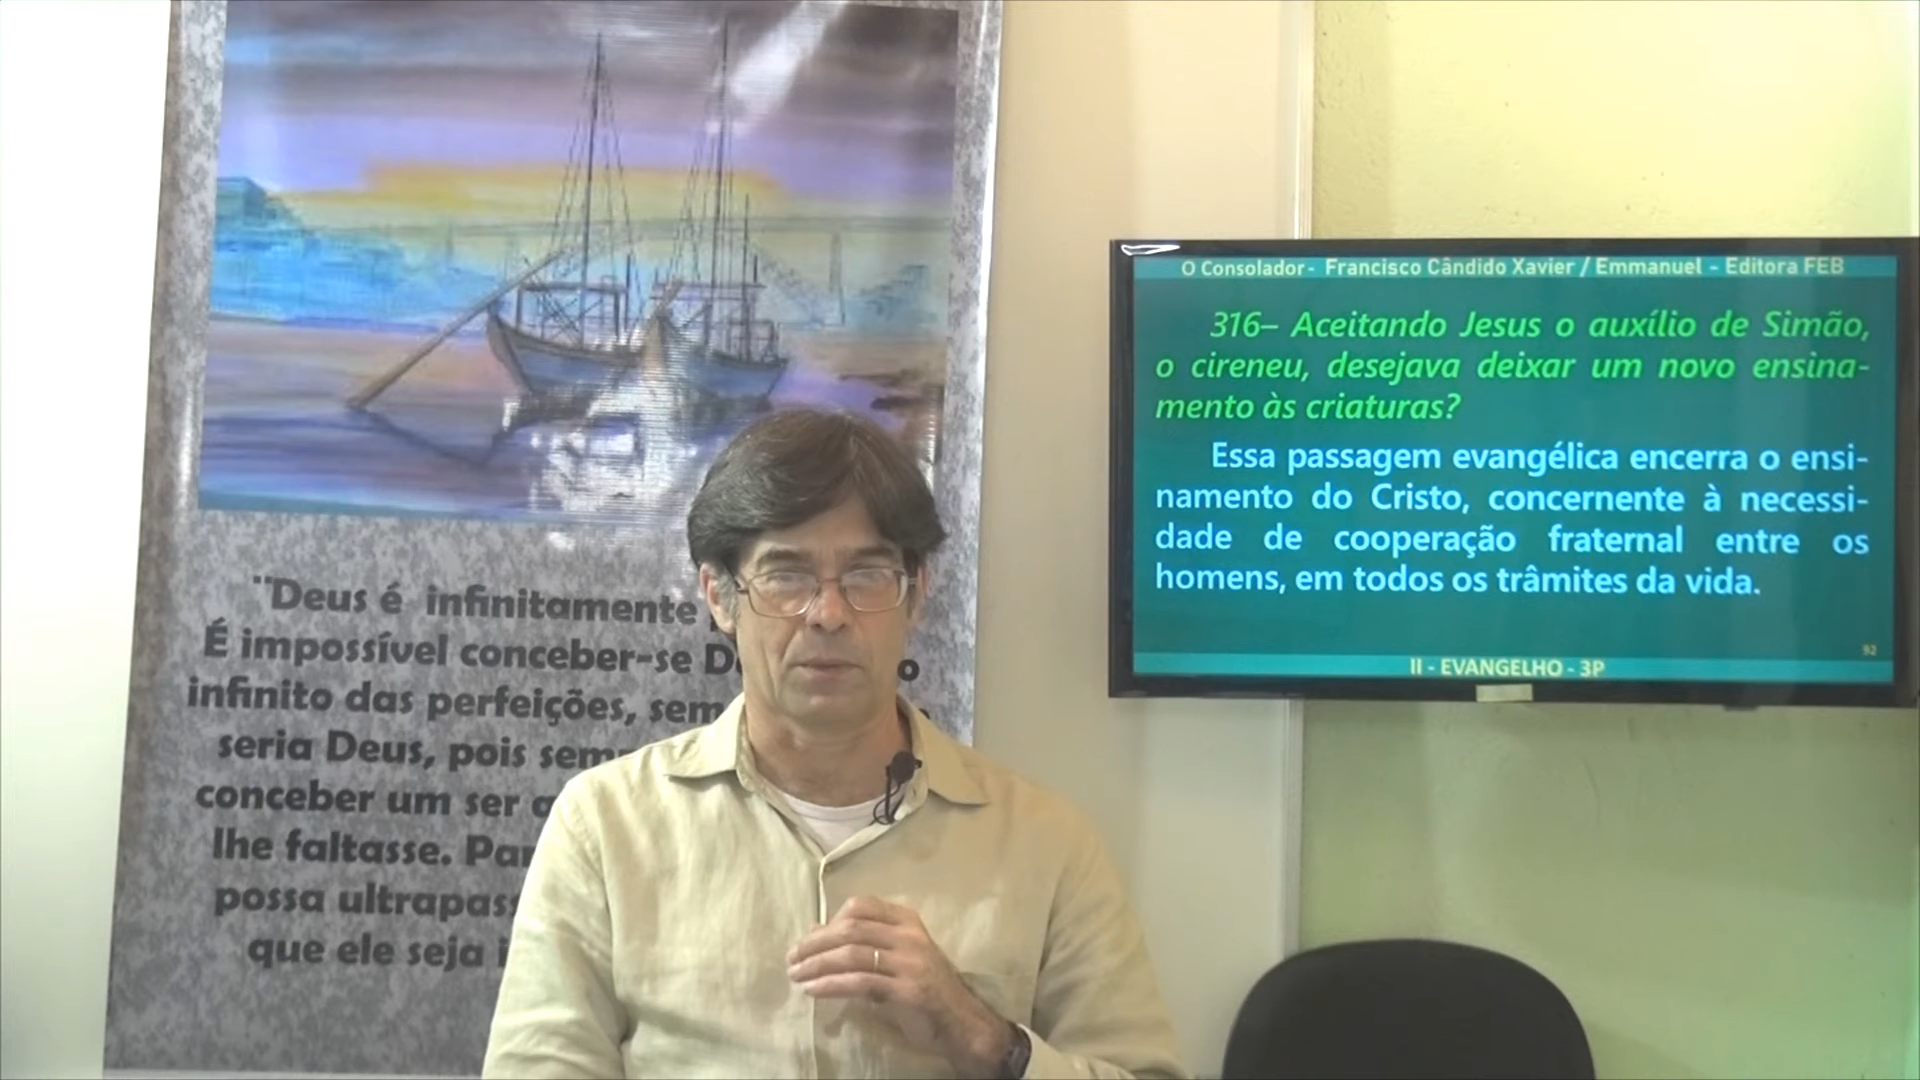 ¨Deus é infinitamente
É impossível conceber-se
infinito das perfeições, sem
seria Deus, pois
conceber um ser
lhe faltasse.
possa
que ele seja
O Consolador - Francisco Cândido Xavier / Emmanuel - Editora FEB
316– Aceitando Jesus o auxílio de Simão,
o cireneu, desejava deixar um novo ensina-
mento às criaturas?
Essa passagem evangélica encerra o ensi-
namento do Cristo, concernente à necessi-
dade de cooperação fraternal entre os
homens, em todos os trâmites da vida.
92
II - EVANGELHO - 3P